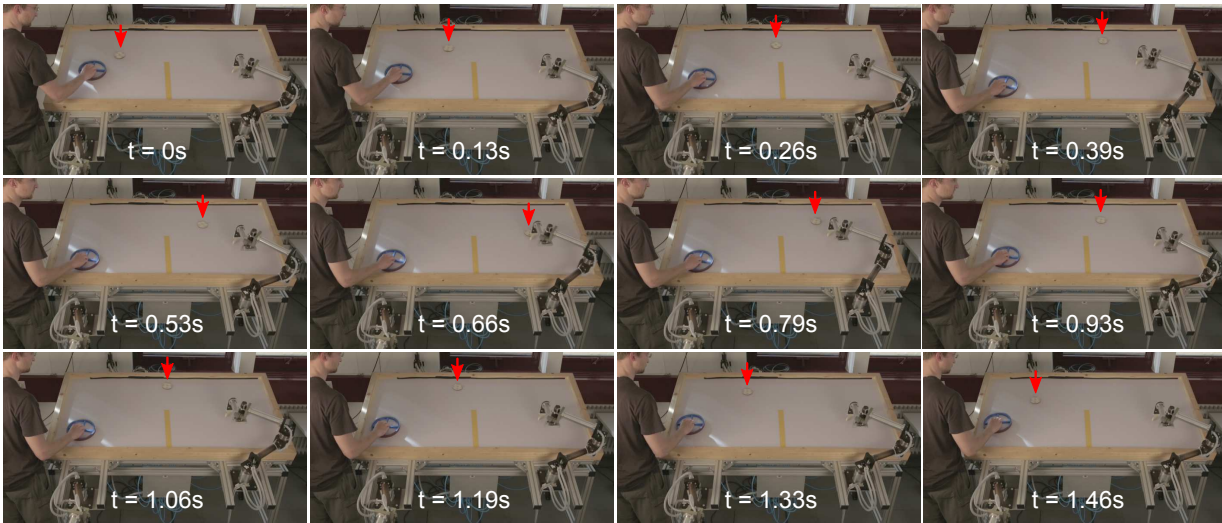 t = 0s
t = 0.13s
t = 0.26s
t = 0.39s
t = 0.53s
t = 0.66s
t = 0.79s
t = 0.93s
t = 1.06s
t = 1.19s
t = 1.33s
t = 1.46s